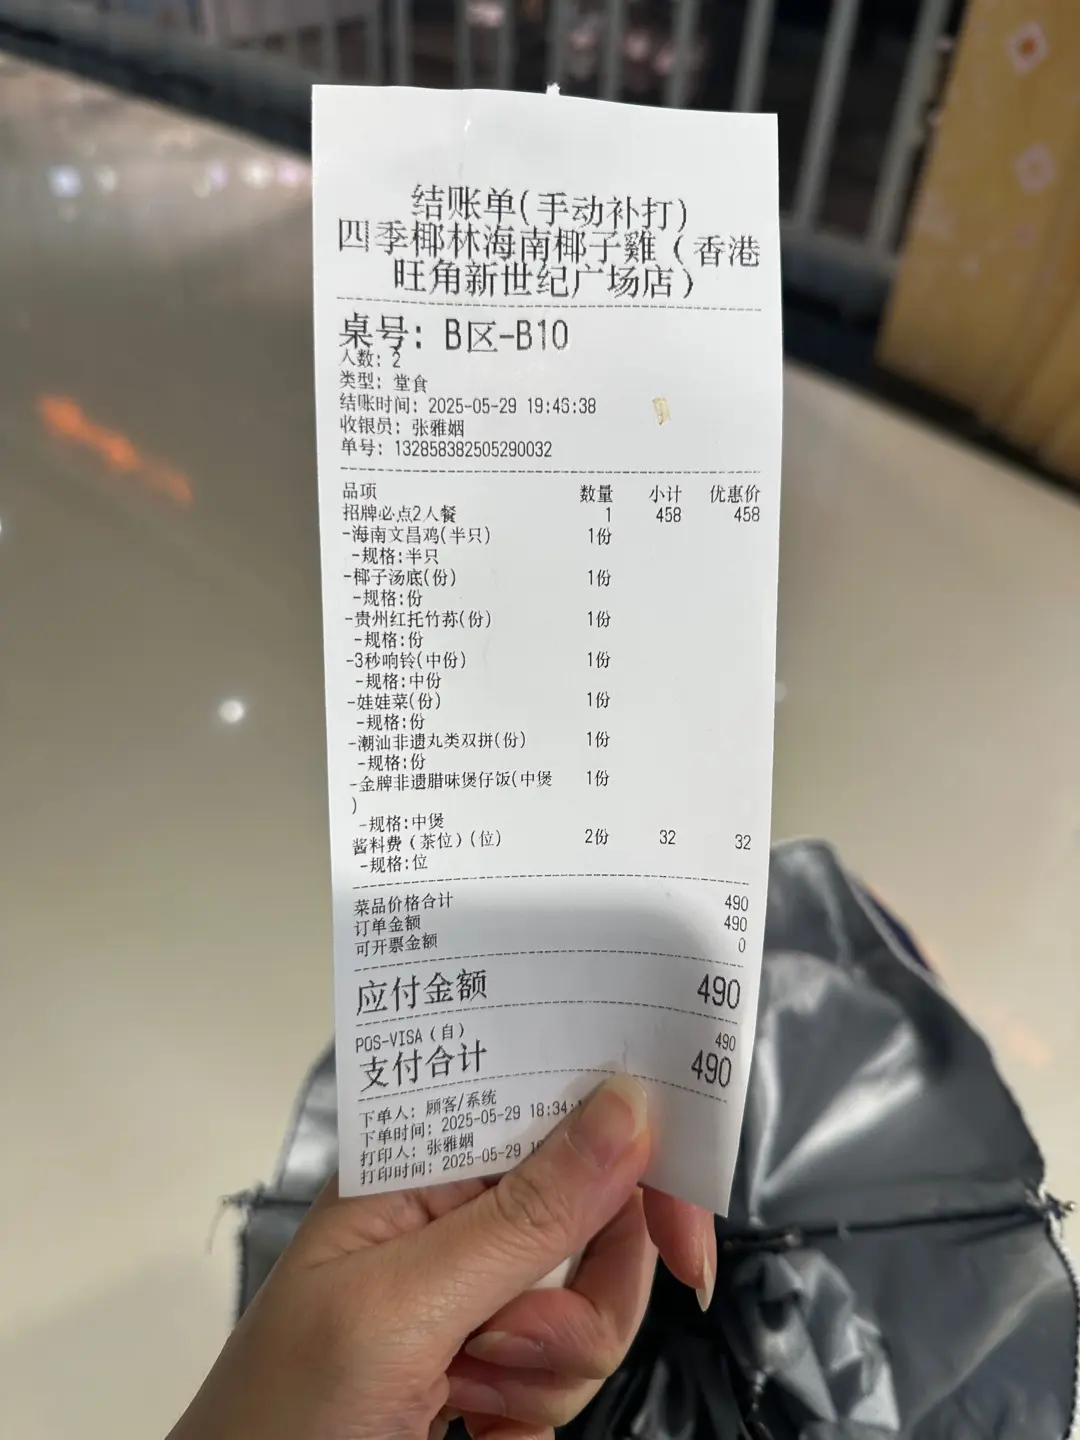 结账单(手动补打)
四季椰林海南椰子雞（香港
旺角新世纪广场店）
桌号: B区-B10
人数: 2
类型: 堂食
结账时间: 2025-05-29 19:46:38
收银员: 张雅姻
单号: 132858382505290032
品项 数量 小计 优惠价
招牌必点2人餐 1 458 458
-海南文昌鸡(半只) 1份
-规格:半只
-椰子汤底(份) 1份
-规格:份
-贵州红托竹荪(份) 1份
-规格:份
-3秒响铃(中份) 1份
-规格:中份
-娃娃菜(份) 1份
-规格:份
-潮汕非遗丸类双拼(份) 1份
-规格:份
-金牌非遗腊味煲仔饭(中煲 1份
)
-规格:中煲
酱料费（茶位）(位) 2份 32 32
-规格:位
菜品价格合计 490
订单金额 490
可开票金额 0
应付金额 490
POS-VISA（自） 490
支付合计 490
下单人: 顾客/系统
下单时间: 2025-05-29 18:34:
打印人: 张雅姻
打印时间: 2025-05-29